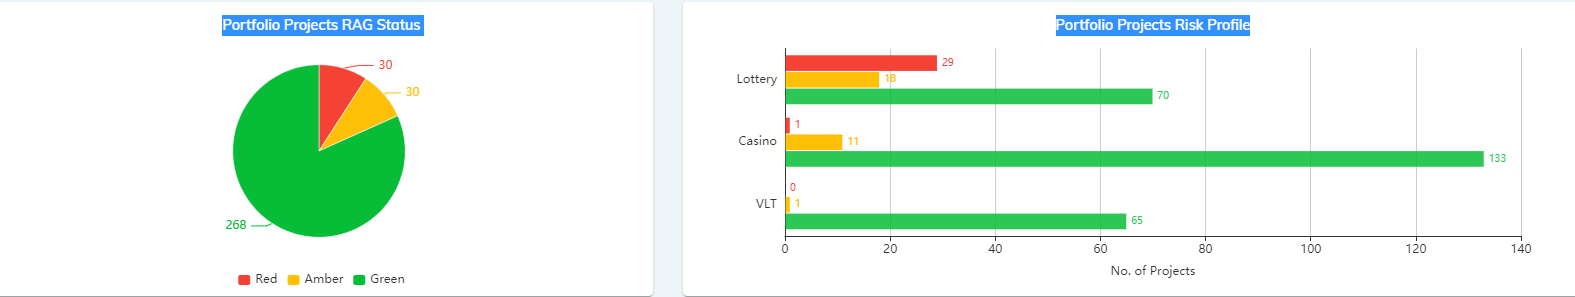 Portfolio Projects RAG Status
30
30
268
Red Amber Green
Portfolio Projects Risk Profile
Lottery
29
18
70
Casino
1
11
133
VLT
0
1
65
0 20 40 60 80 100 120 140
No. of Projects